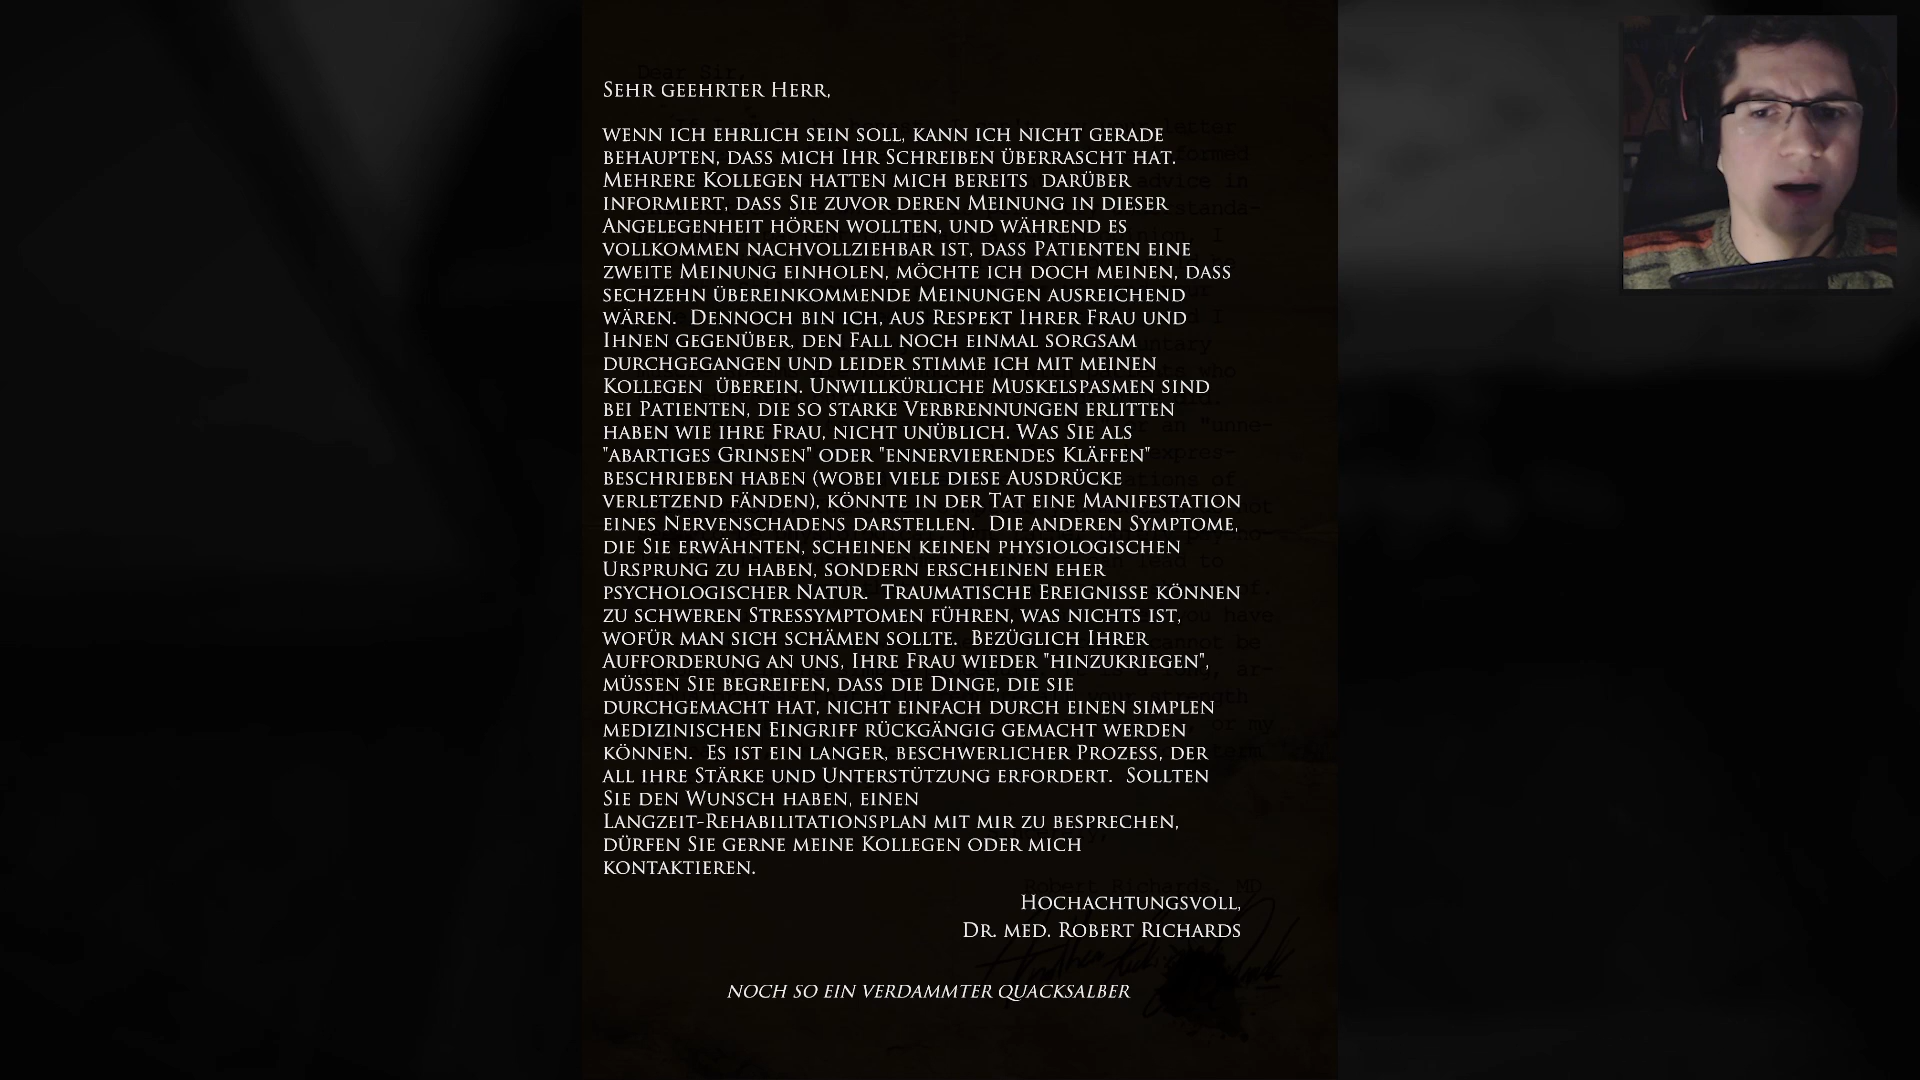 Dear Sir,
SEHR GEEHRTER HERR,
WENN ICH EHRLICH SEIN SOLL, KANN ICH NICHT GERADE
BEHAUPTEN, DASS MICH IHR SCHREIBEN ÜBERRASCHT HAT.
MEHRERE KOLLEGEN HATTEN MICH BEREITS DARÜBER
INFORMIERT, DASS SIE ZUVOR DEREN MEINUNG IN DIESER
ANGELEGENHEIT HÖREN WOLLTEN, UND WÄHREND ES
VOLLKOMMEN NACHVOLLZIEHBAR IST, DASS PATIENTEN EINE
ZWEITE MEINUNG EINHOLEN, MÖCHTE ICH DOCH MEINEN, DASS
SECHZEHN ÜBEREINKOMMENDE MEINUNGEN AUSREICHEND
WÄREN. DENNOCH BIN ICH, AUS RESPEKT IHRER FRAU UND
IHNEN GEGENÜBER, DEN FALL NOCH EINMAL SORGSAM
DURCHGEGANGEN UND LEIDER STIMME ICH MIT MEINEN
KOLLEGEN ÜBEREIN. UNWILLKÜRLICHE MUSKELSPASMEN SIND
BEI PATIENTEN, DIE SO STARKE VERBRENNUNGEN ERLITTEN
HABEN WIE IHRE FRAU, NICHT UNÜBLICH. WAS SIE ALS
"ABARTIGES GRINSEN" ODER "ENNERVIERENDES KLÄFFEN"
BESCHRIEBEN HABEN (WOBEI VIELE DIESE AUSDRÜCKE
VERLETZEND FÄNDEN), KÖNNTE IN DER TAT EINE MANIFESTATION
EINES NERVENSCHADENS DARSTELLEN. DIE ANDEREN SYMPTOME,
DIE SIE ERWÄHNTEN, SCHEINEN KEINEN PHYSIOLOGISCHEN
URSPRUNG ZU HABEN, SONDERN ERSCHEINEN EHER
PSYCHOLOGISCHER NATUR. TRAUMATISCHE EREIGNISSE KÖNNEN
ZU SCHWEREN STRESSYMPTOMEN FÜHREN, WAS NICHTS IST,
WOFÜR MAN SICH SCHÄMEN SOLLTE. BEZÜGLICH IHRER
AUFFORDERUNG AN UNS, IHRE FRAU WIEDER "HINZUKRIEGEN",
MÜSSEN SIE BEGREIFEN, DASS DIE DINGE, DIE SIE
DURCHGEMACHT HAT, NICHT EINFACH DURCH EINEN SIMPLEN
MEDIZINISCHEN EINGRIFF RÜCKGÄNGIG GEMACHT WERDEN
KÖNNEN. ES IST EIN LANGER, BESCHWERLICHER PROZESS, DER
ALL IHRE STÄRKE UND UNTERSTÜTZUNG ERFORDERT. SOLLTEN
SIE DEN WUNSCH HABEN, EINEN
LANGZEIT-REHABILITATIONSPLAN MIT MIR ZU BESPRECHEN,
DÜRFEN SIE GERNE MEINE KOLLEGEN ODER MICH
KONTAKTIEREN.
Robert Richards, MD
HOCHACHTUNGSVOLL,
DR. MED. ROBERT RICHARDS
NOCH SO EIN VERDAMMTER QUACKSALBER